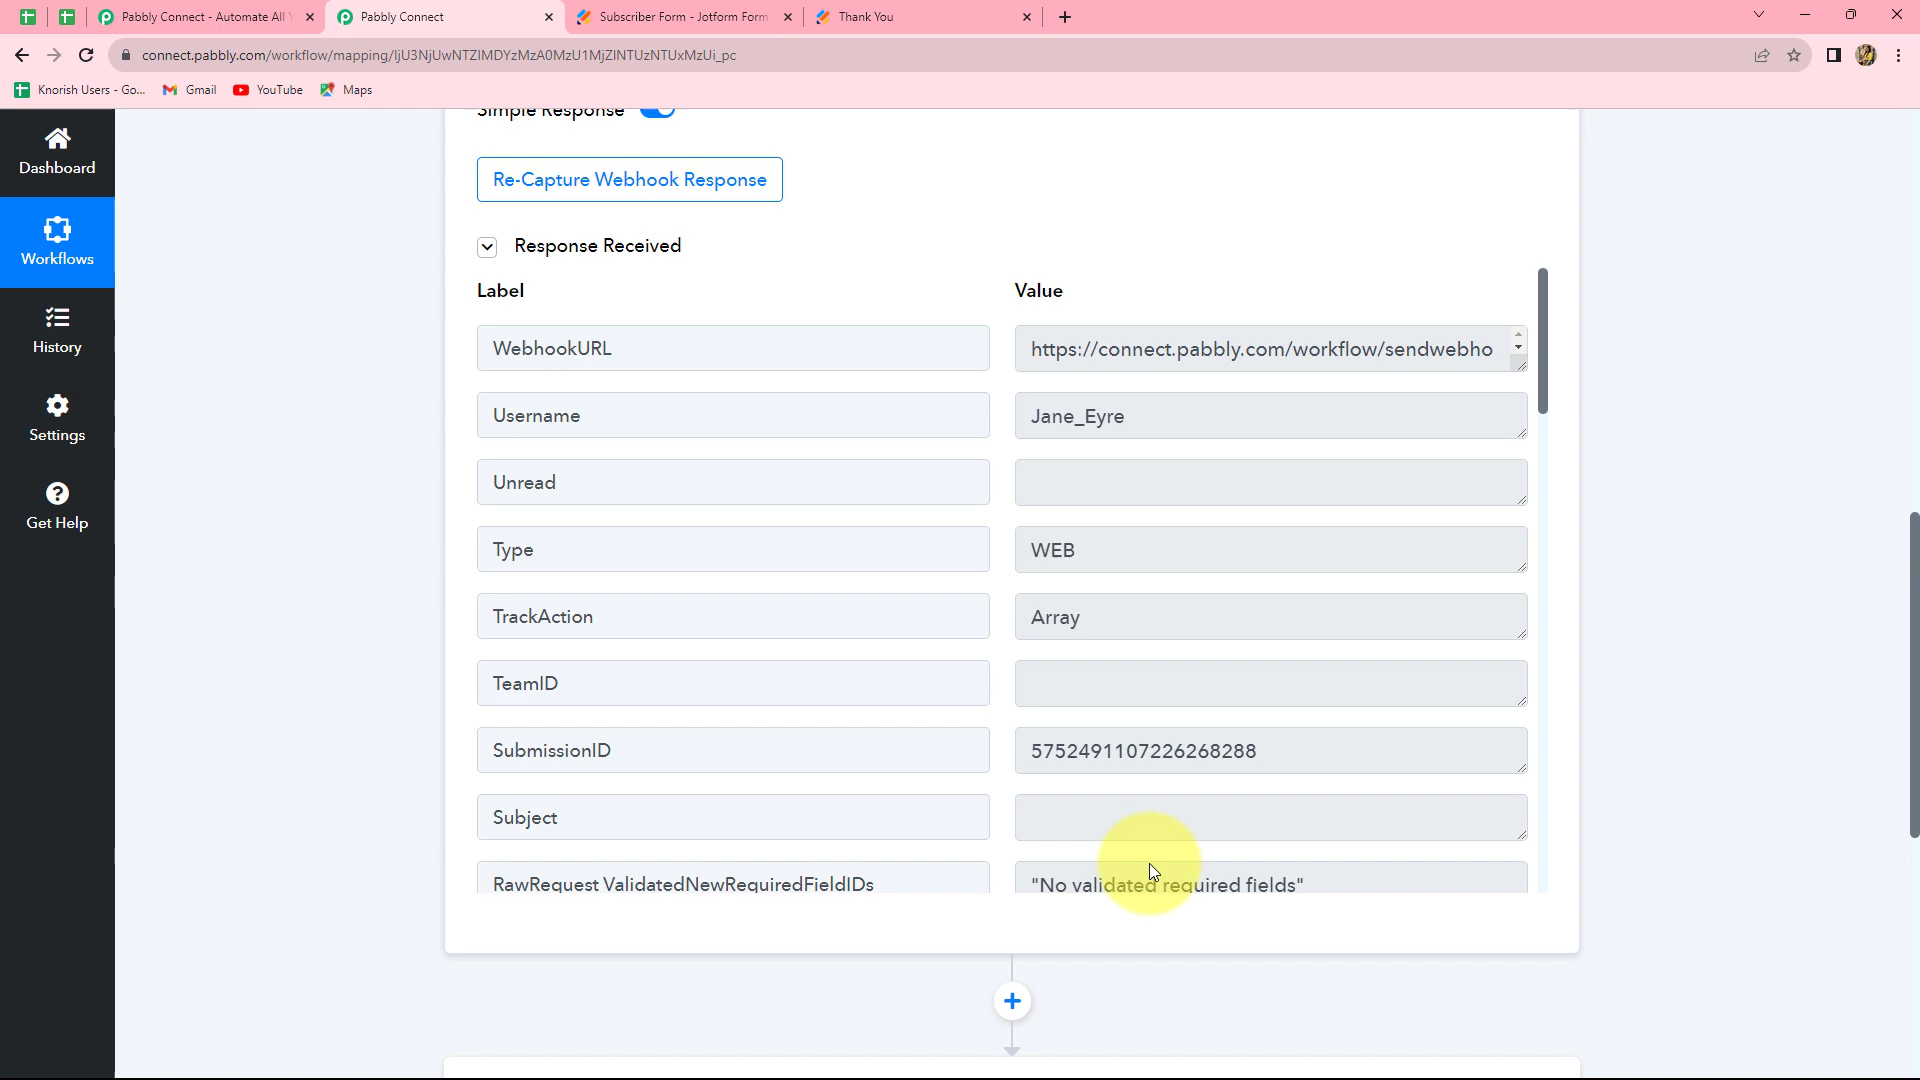 Pabbly Connect - Automate All
Pabbly Connect
Subscriber Form - Jotform Form
Thank You
connect.pabbly.com/workflow/mapping/IjU3NjUwNTZIMDYzMzA0MzU1MjZINTUzNTUxMzUi_pc
Knorish Users - Go...
Gmail
YouTube
Maps
Dashboard
Workflows
History
Settings
Get Help
Simple Response
Re-Capture Webhook Response
Response Received
Label Value
WebhookURL https://connect.pabbly.com/workflow/sendwebho
Username Jane_Eyre
Unread
Type WEB
TrackAction Array
TeamID
SubmissionID 5752491107226268288
Subject
RawRequest ValidatedNewRequiredFieldIDs "No validated required fields"